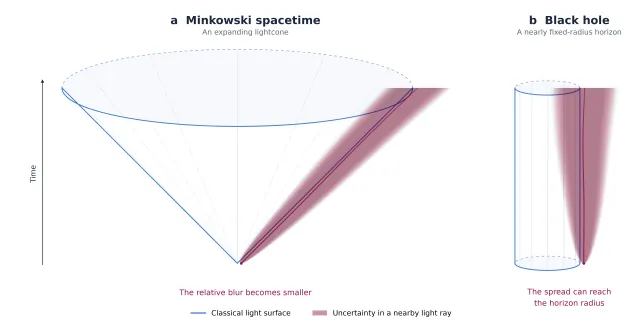 a Minkowski spacetime
An expanding lightcone
b Black hole
A nearly fixed-radius horizon
Time
The relative blur becomes smaller
The spread can reach
the horizon radius
Classical light surface
Uncertainty in a nearby light ray